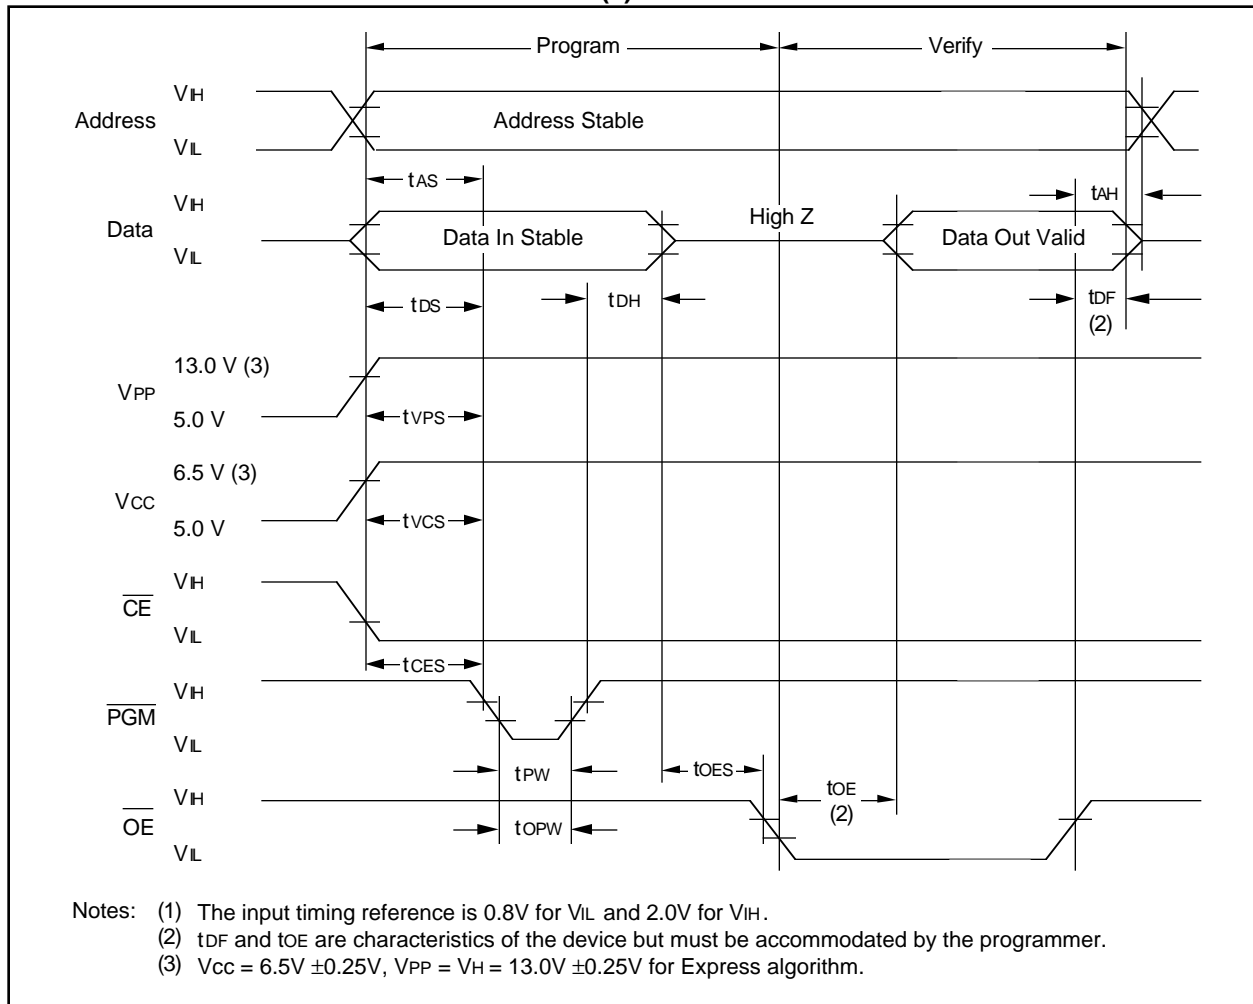 Program
Verify
Address
VIH
VIL
Address Stable
tAS
tAH
Data
VIH
VIL
Data In Stable
High Z
Data Out Valid
tDS
tDH
tDF
(2)
VPP
13.0 V (3)
5.0 V
tVPS
VCC
6.5 V (3)
5.0 V
tVCS
CE
VIH
VIL
tCES
PGM
VIH
VIL
tPW
tOES
tOE
(2)
OE
VIH
VIL
tOPW
Notes: (1) The input timing reference is 0.8V for VIL and 2.0V for VIH.
(2) tDF and tOE are characteristics of the device but must be accommodated by the programmer.
(3) Vcc = 6.5V ±0.25V, VPP = VH = 13.0V ±0.25V for Express algorithm.